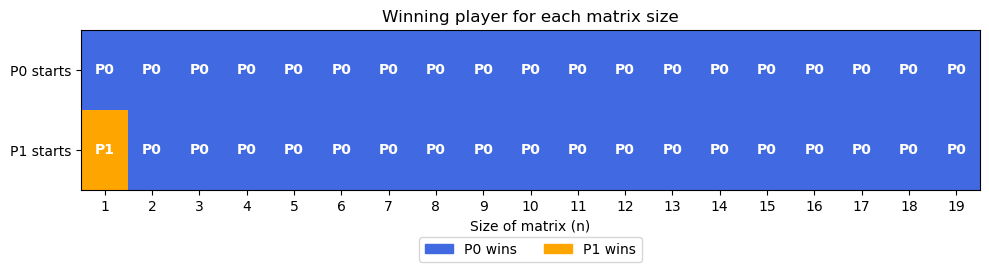 Winning player for each matrix size
P0 starts P0 P0 P0 P0 P0 P0 P0 P0 P0 P0 P0 P0 P0 P0 P0 P0 P0 P0 P0
P1 starts P1 P0 P0 P0 P0 P0 P0 P0 P0 P0 P0 P0 P0 P0 P0 P0 P0 P0 P0
1 2 3 4 5 6 7 8 9 10 11 12 13 14 15 16 17 18 19
Size of matrix (n)
P0 wins P1 wins